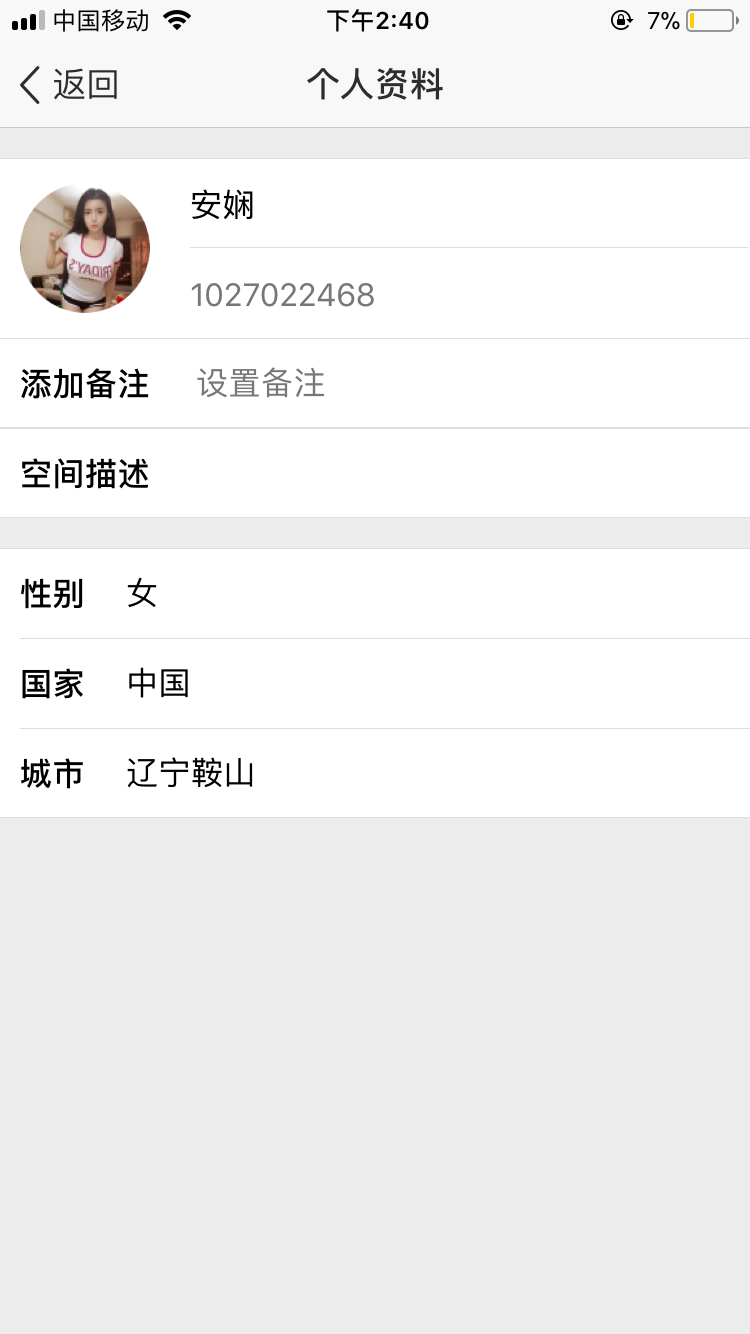 中国移动 下午2:40 7%
返回 个人资料
安娴
1027022468
添加备注 设置备注
空间描述
性别 女
国家 中国
城市 辽宁鞍山